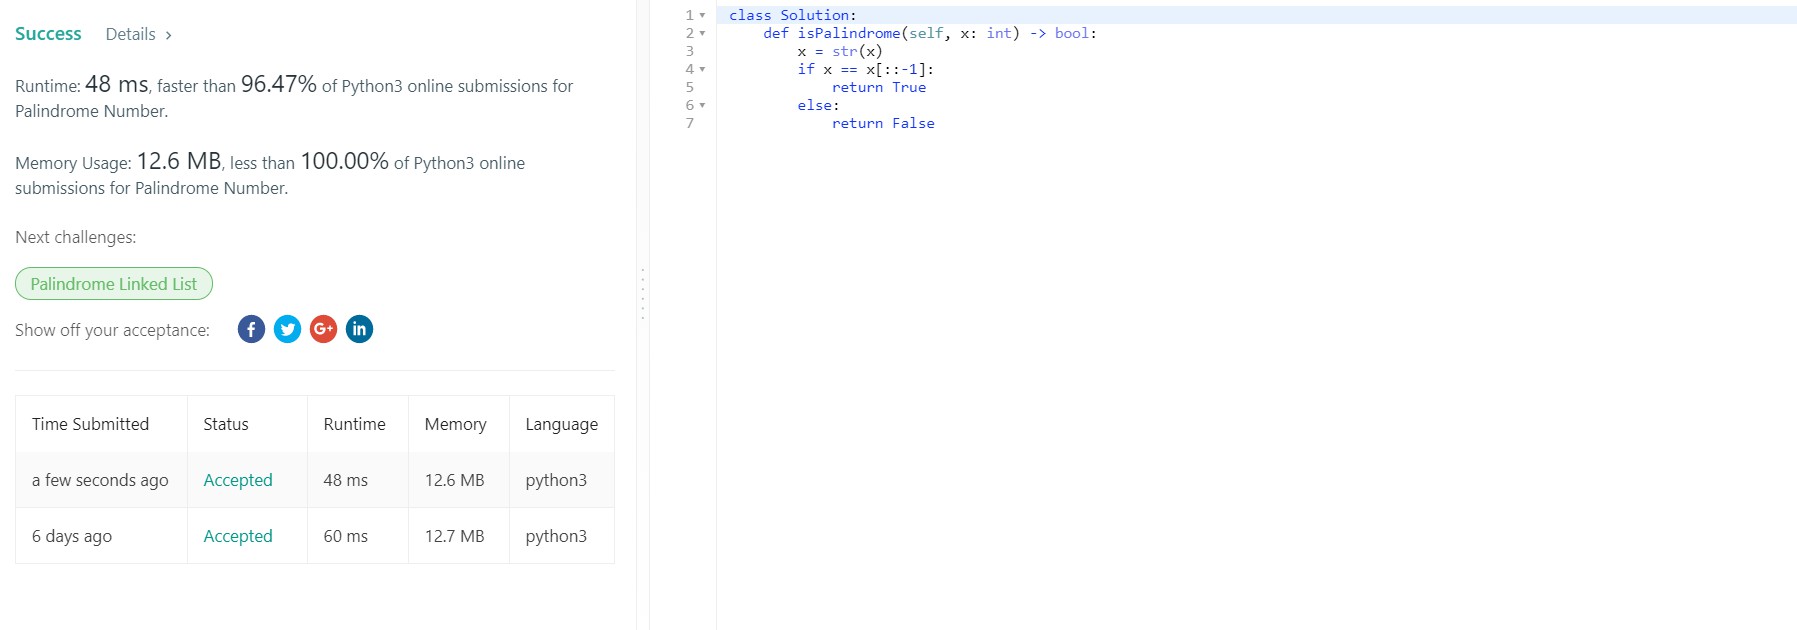 Success Details >
Runtime: 48 ms, faster than 96.47% of Python3 online submissions for
Palindrome Number.
Memory Usage: 12.6 MB, less than 100.00% of Python3 online
submissions for Palindrome Number.
Next challenges:
Palindrome Linked List
Show off your acceptance: f G+ in
Time Submitted Status Runtime Memory Language
a few seconds ago Accepted 48 ms 12.6 MB python3
6 days ago Accepted 60 ms 12.7 MB python3
1 class Solution:
2     def isPalindrome(self, x: int) -> bool:
3         x = str(x)
4         if x == x[::-1]:
5             return True
6         else:
7             return False